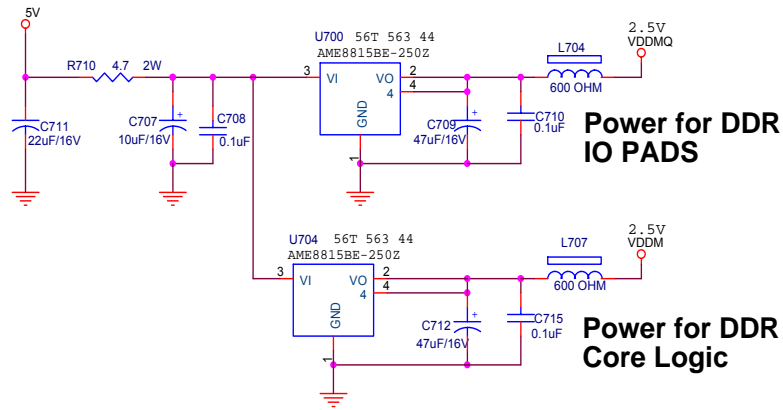 5V
U700 56T 563 44
AME8815BE-250Z
L704
2.5V
VDDMQ
R710 4.7 2W
3 VI VO 2
4 4
GND
1
600 OHM
C711
22uF/16V
C707
10uF/16V
C708
0.1uF
C709
47uF/16V
C710
0.1uF
Power for DDR
IO PADS
U704 56T 563 44
AME8815BE-250Z
L707
2.5V
VDDM
3 VI VO 2
4 4
GND
1
600 OHM
C712
47uF/16V
C715
0.1uF
Power for DDR
Core Logic